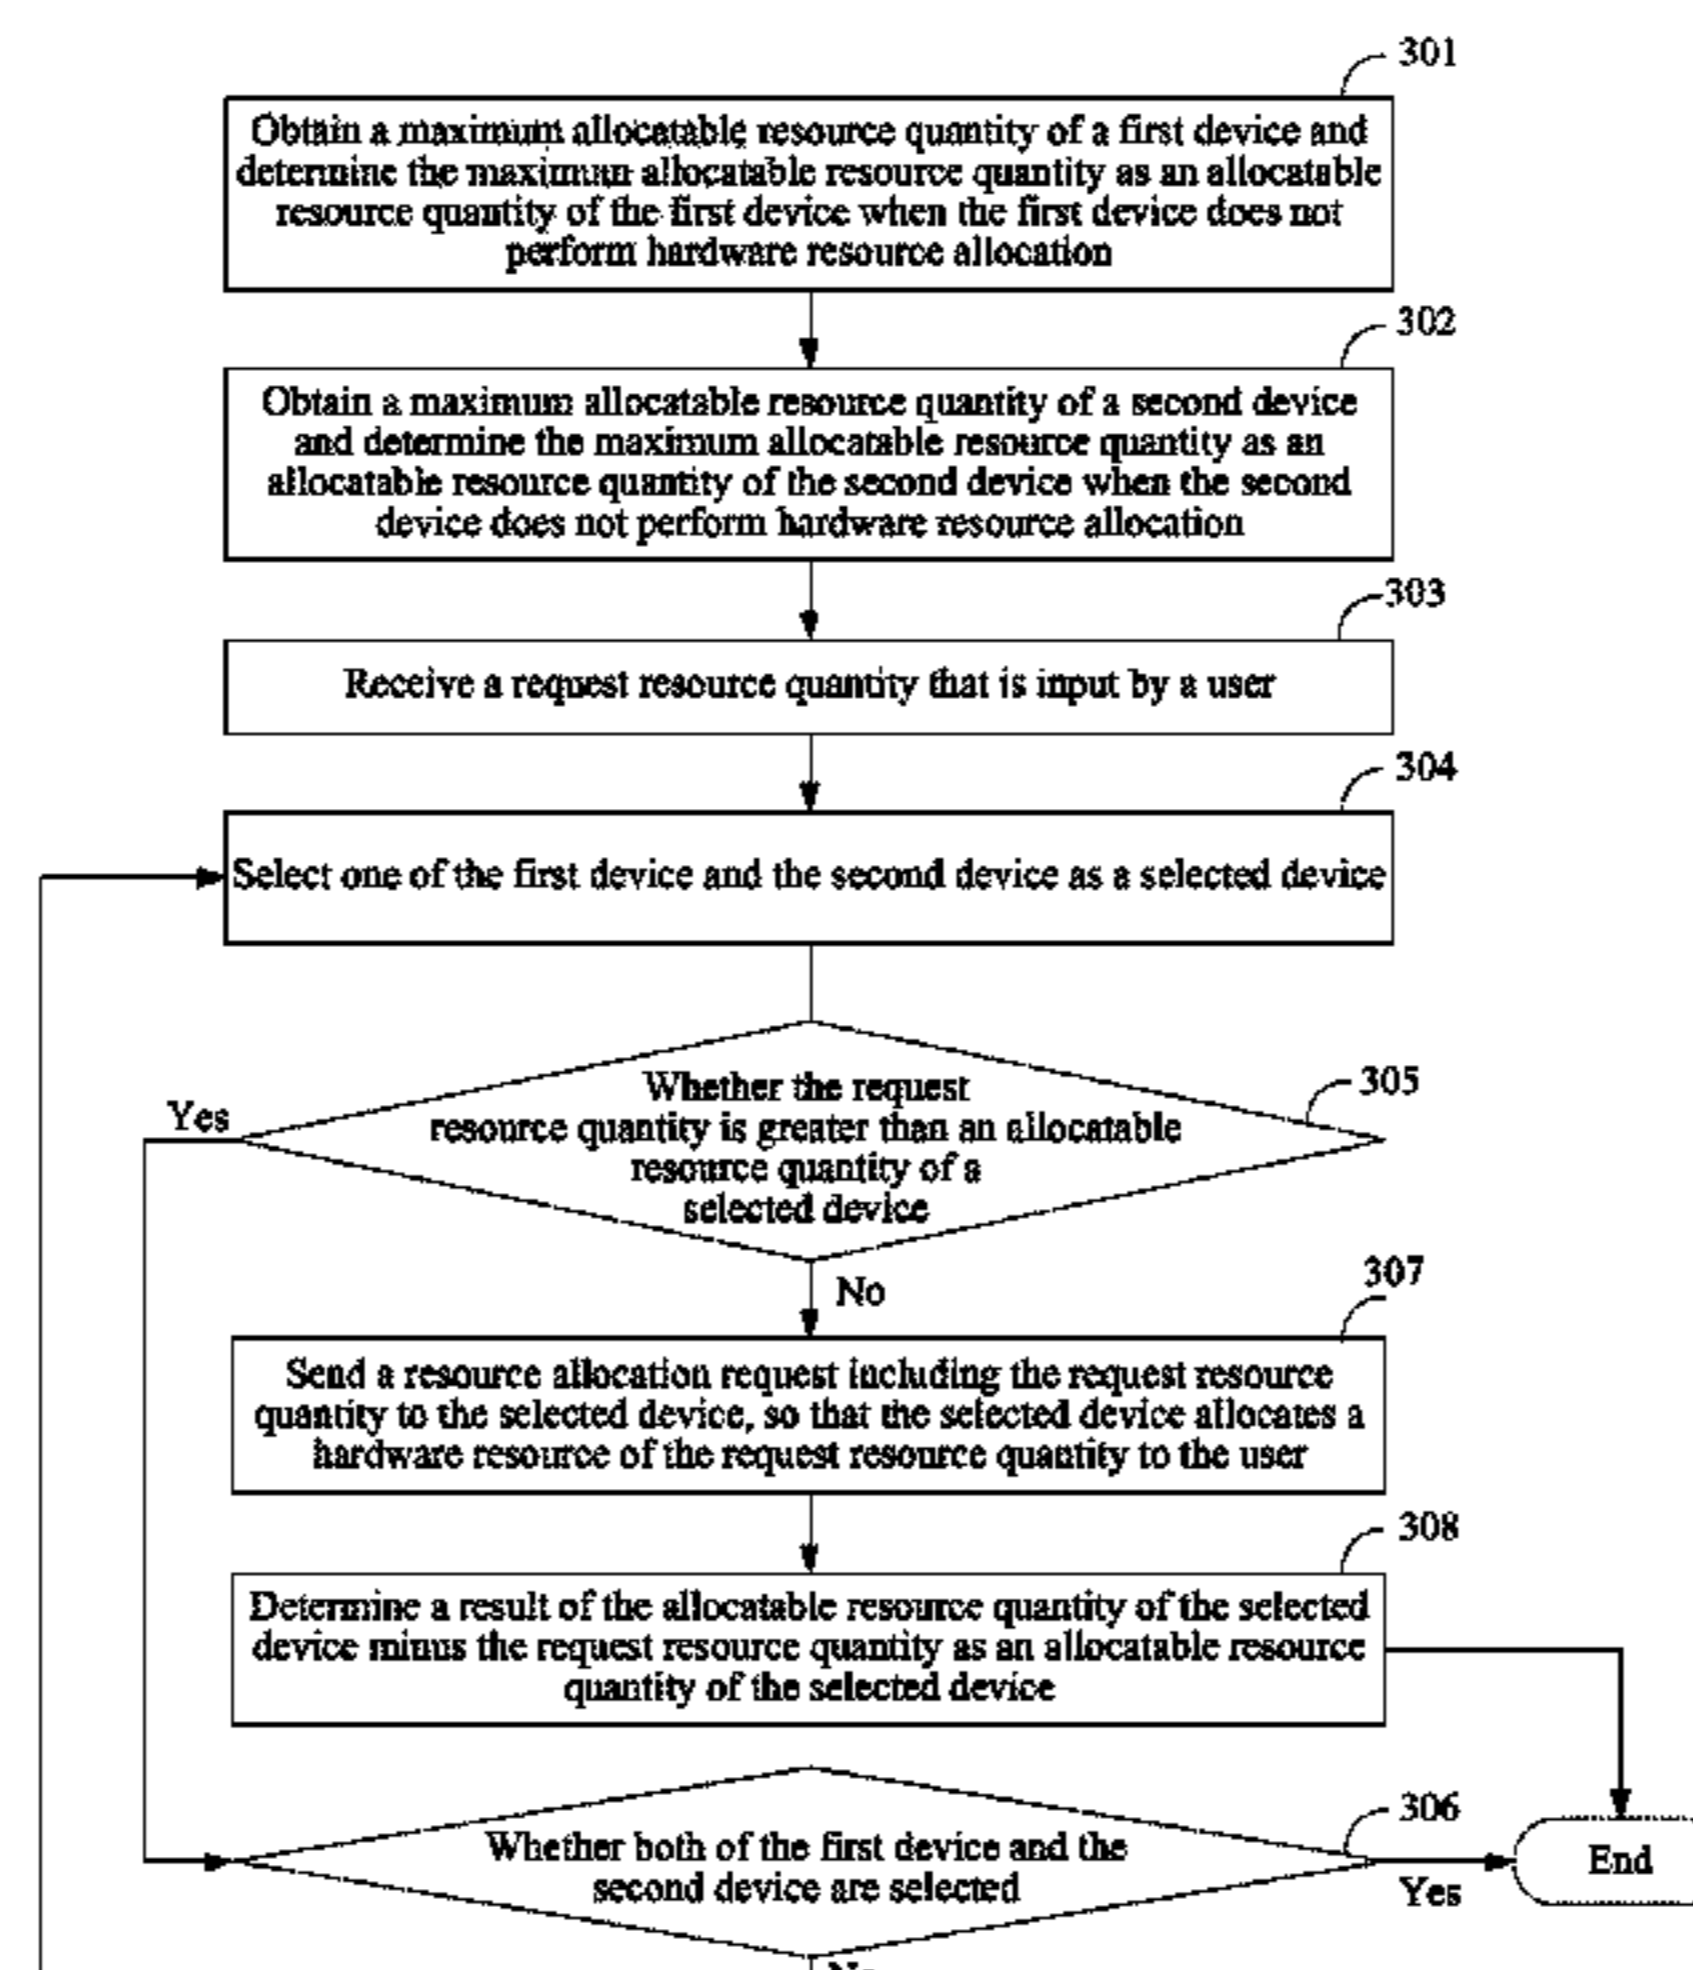 301
Obtain a maximum allocatable resource quantity of a first device and
determine the maximum allocatable resource quantity as an allocatable
resource quantity of the first device when the first device does not
perform hardware resource allocation
302
Obtain a maximum allocatable resource quantity of a second device
and determine the maximum allocatable resource quantity as an
allocatable resource quantity of the second device when the second
device does not perform hardware resource allocation
303
Receive a request resource quantity that is input by a user
304
Select one of the first device and the second device as a selected device
305
Yes
Whether the request
resource quantity is greater than an allocatable
resource quantity of a
selected device
No
307
Send a resource allocation request including the request resource
quantity to the selected device, so that the selected device allocates a
hardware resource of the request resource quantity to the user
308
Determine a result of the allocatable resource quantity of the selected
device minus the request resource quantity as an allocatable resource
quantity of the selected device
306
Whether both of the first device and the
second device are selected
Yes
End